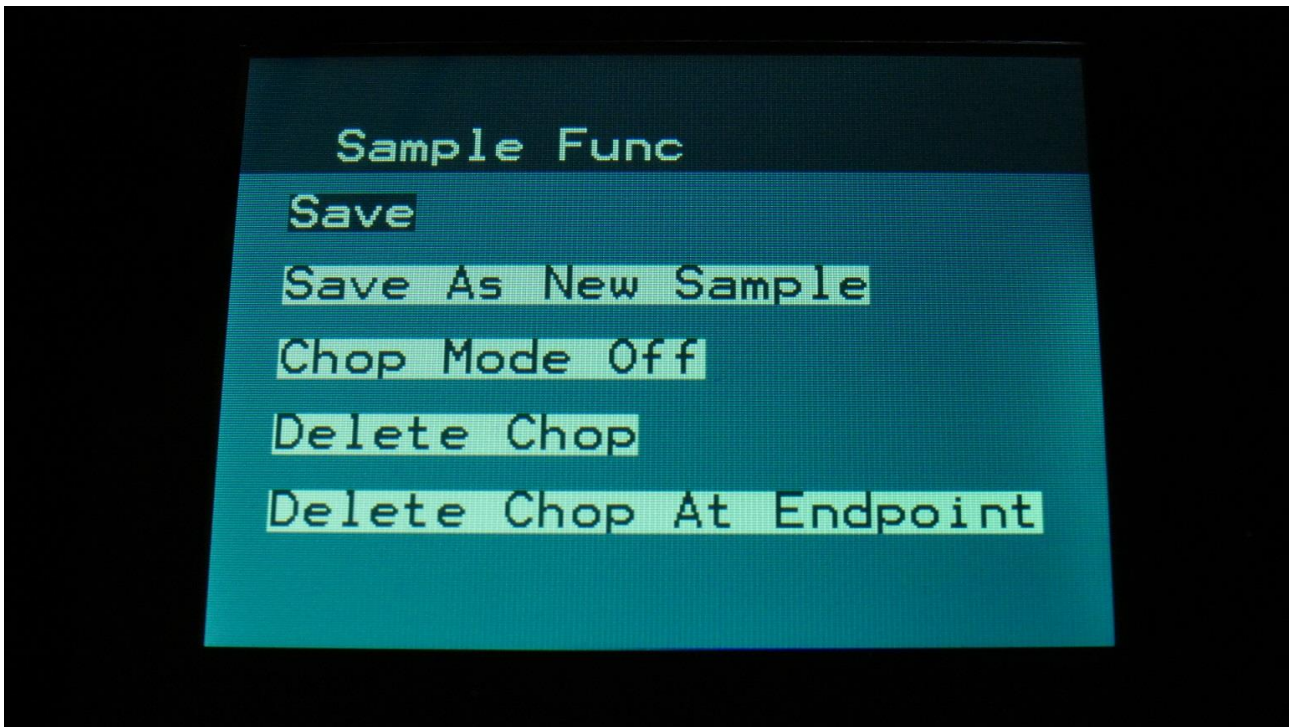 Sample Func
Save
Save As New Sample
Chop Mode Off
Delete Chop
Delete Chop At Endpoint